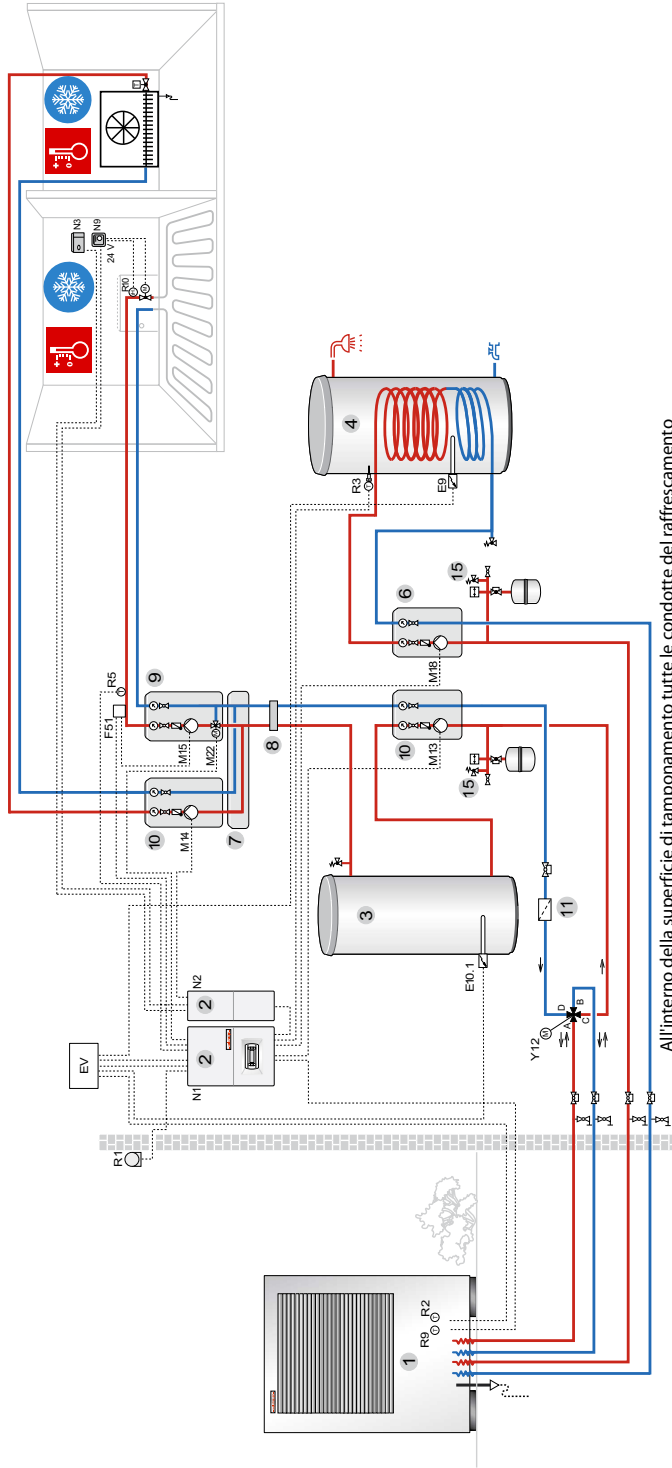 N3
N9
24 V
R10
M
T
4
R3
E9
15
6
M18
R5
F51
9
M15
M22
8
10
M13
15
10
M14
7
3
E10.1
11
N2
2
N1
2
EV
Y12
M
A
D
B
C
R1
R2
R9
1
All'interno della superficie di tamponamento tutte le condotte del raffrescamento